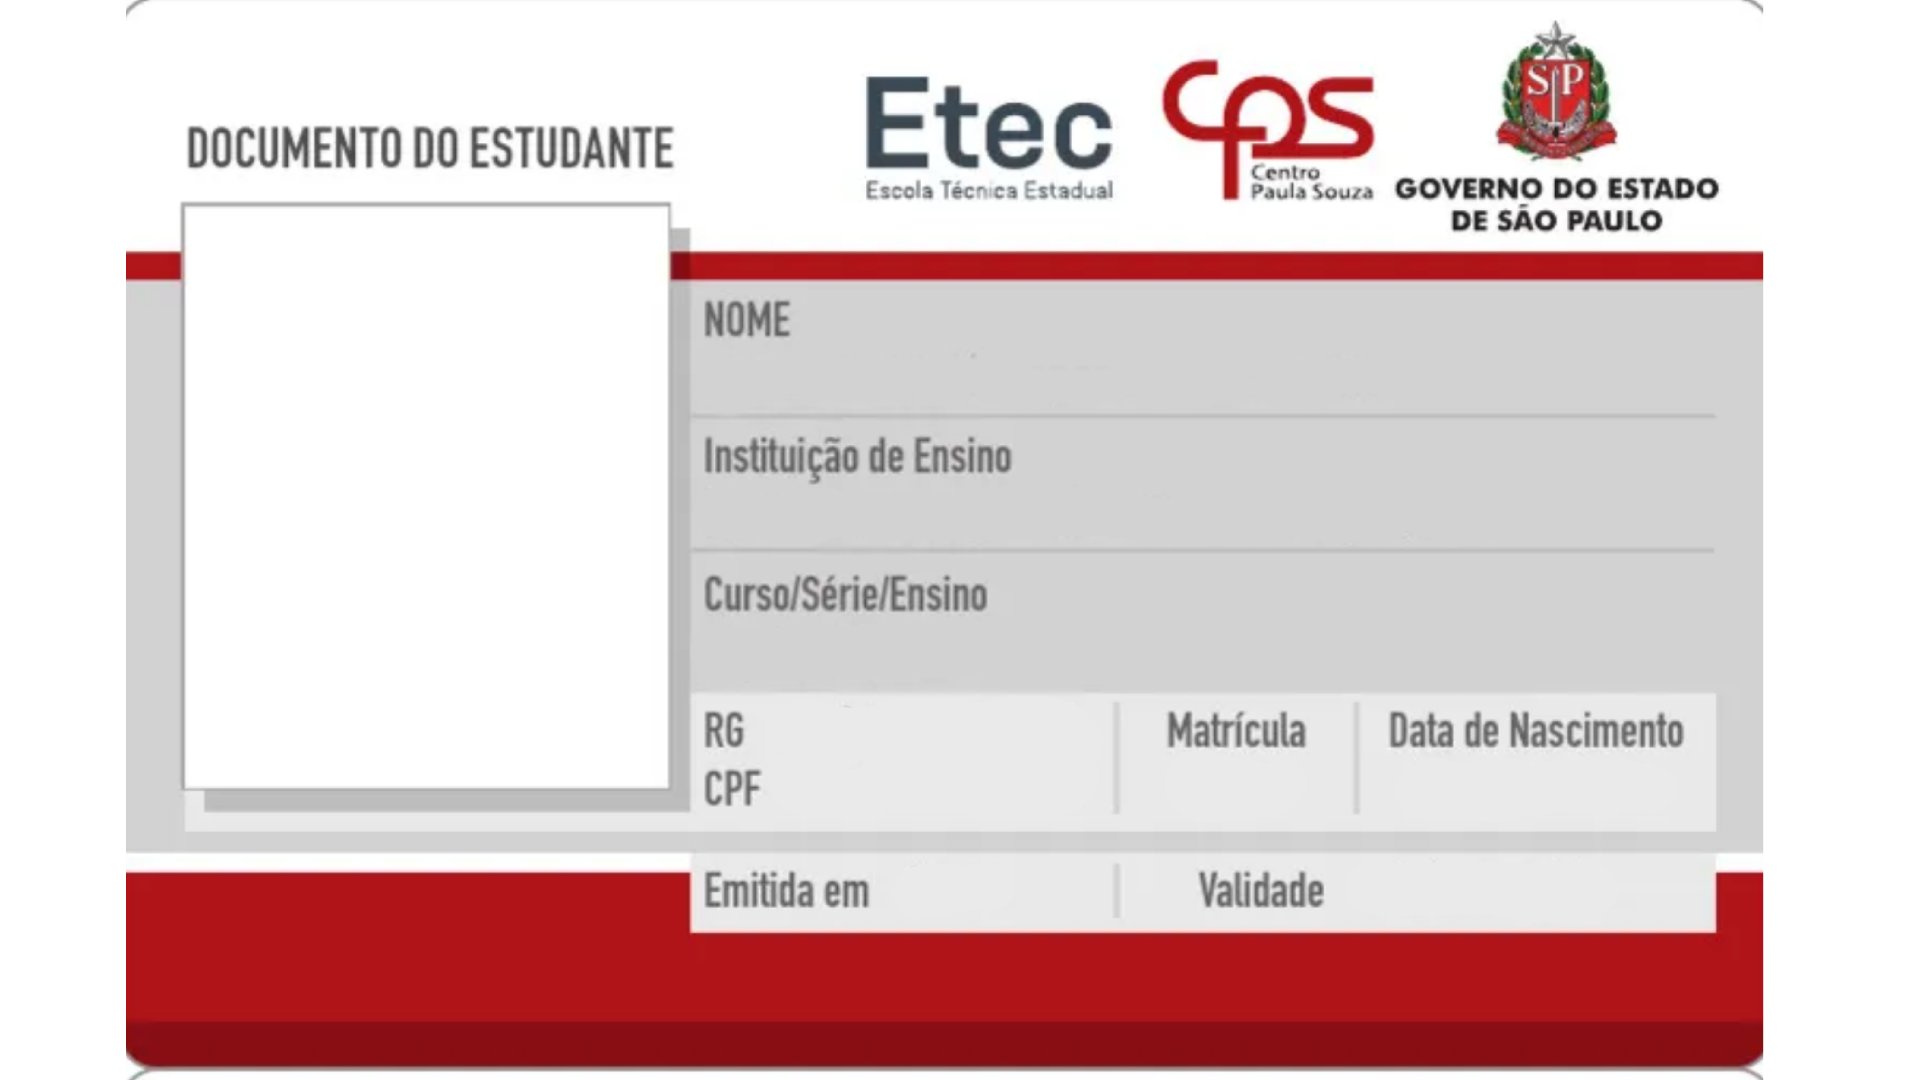 DOCUMENTO DO ESTUDANTE
Etec
Escola Técnica Estadual
CPS
Centro
Paula Souza
SP
GOVERNO DO ESTADO
DE SÃO PAULO
NOME
Instituição de Ensino
Curso/Série/Ensino
RG
CPF
Matrícula
Data de Nascimento
Emitida em
Validade